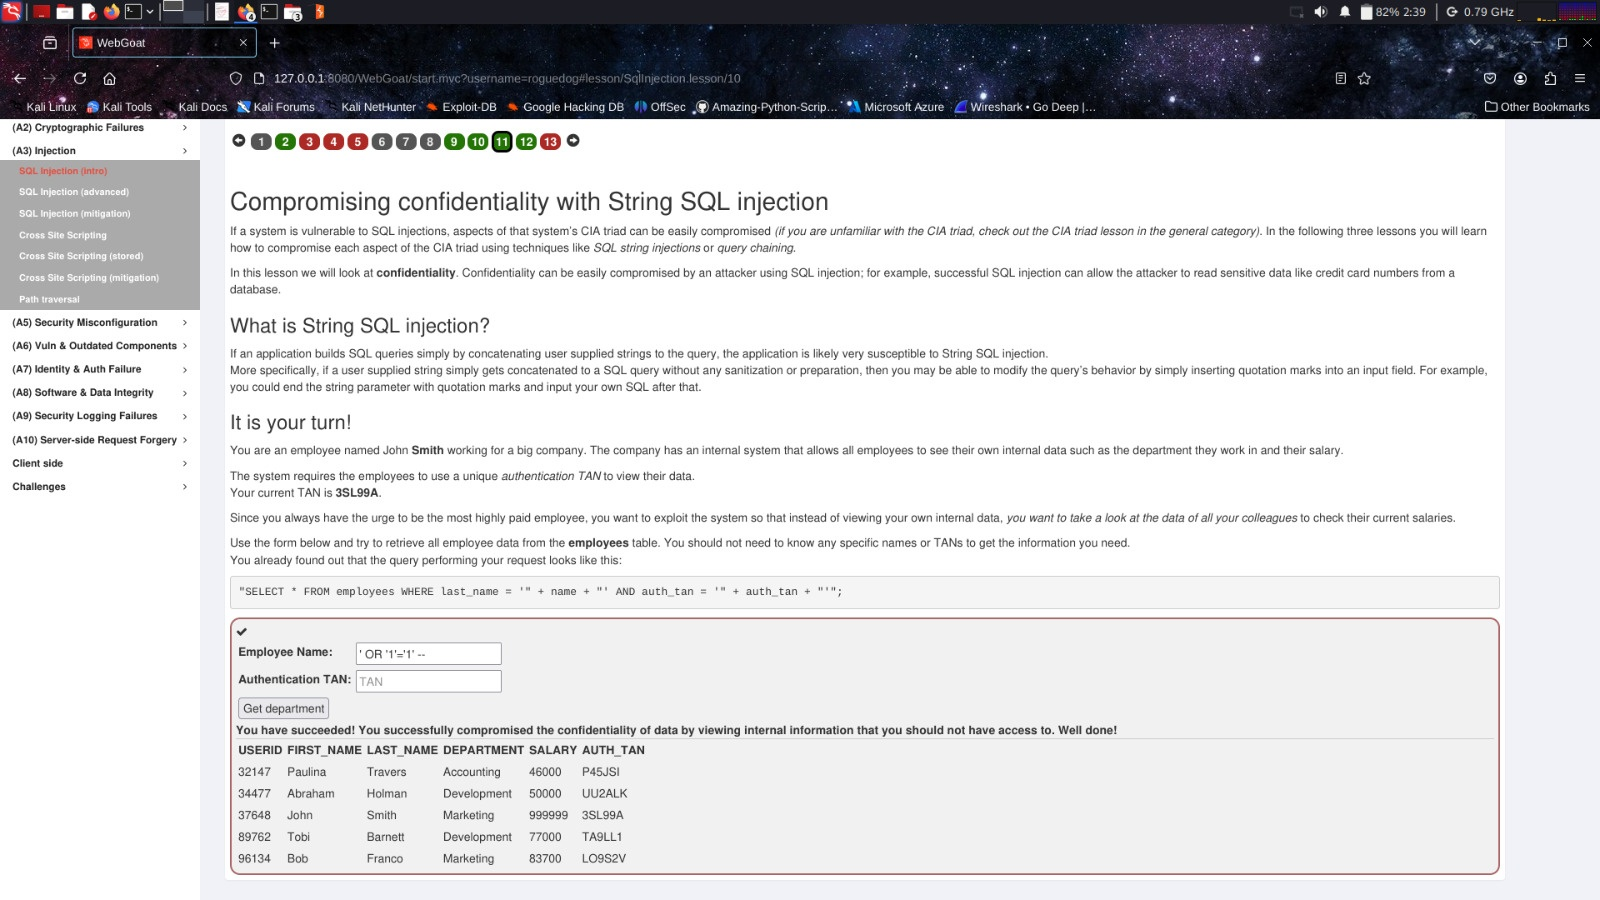 4
3
82% 2:39
0.79 GHz
WebGoat
127.0.0.1:8080/WebGoat/start.mvc?username=roguedog#lesson/SqlInjection.lesson/10
Kali Linux Kali Tools Kali Docs Kali Forums Kali NetHunter Exploit-DB Google Hacking DB OffSec Amazing-Python-Scrip… Microsoft Azure Wireshark • Go Deep |… Other Bookmarks
(A2) Cryptographic Failures
(A3) Injection
SQL Injection (intro)
SQL Injection (advanced)
SQL Injection (mitigation)
Cross Site Scripting
Cross Site Scripting (stored)
Cross Site Scripting (mitigation)
Path traversal
(A5) Security Misconfiguration
(A6) Vuln & Outdated Components
(A7) Identity & Auth Failure
(A8) Software & Data Integrity
(A9) Security Logging Failures
(A10) Server-side Request Forgery
Client side
Challenges
1 2 3 4 5 6 7 8 9 10 11 12 13
Compromising confidentiality with String SQL injection
If a system is vulnerable to SQL injections, aspects of that system's CIA triad can be easily compromised (if you are unfamiliar with the CIA triad, check out the CIA triad lesson in the general category). In the following three lessons you will learn
how to compromise each aspect of the CIA triad using techniques like SQL string injections or query chaining.
In this lesson we will look at confidentiality. Confidentiality can be easily compromised by an attacker using SQL injection; for example, successful SQL injection can allow the attacker to read sensitive data like credit card numbers from a
database.
What is String SQL injection?
If an application builds SQL queries simply by concatenating user supplied strings to the query, the application is likely very susceptible to String SQL injection.
More specifically, if a user supplied string simply gets concatenated to a SQL query without any sanitization or preparation, then you may be able to modify the query's behavior by simply inserting quotation marks into an input field. For example,
you could end the string parameter with quotation marks and input your own SQL after that.
It is your turn!
You are an employee named John Smith working for a big company. The company has an internal system that allows all employees to see their own internal data such as the department they work in and their salary.
The system requires the employees to use a unique authentication TAN to view their data.
Your current TAN is 3SL99A.
Since you always have the urge to be the most highly paid employee, you want to exploit the system so that instead of viewing your own internal data, you want to take a look at the data of all your colleagues to check their current salaries.
Use the form below and try to retrieve all employee data from the employees table. You should not need to know any specific names or TANs to get the information you need.
You already found out that the query performing your request looks like this:
"SELECT * FROM employees WHERE last_name = '" + name + "' AND auth_tan = '" + auth_tan + "'";
Employee Name: ' OR '1'='1' --
Authentication TAN: TAN
Get department
You have succeeded! You successfully compromised the confidentiality of data by viewing internal information that you should not have access to. Well done!
USERID FIRST_NAME LAST_NAME DEPARTMENT SALARY AUTH_TAN
32147 Paulina Travers Accounting 46000 P45JSI
34477 Abraham Holman Development 50000 UU2ALK
37648 John Smith Marketing 999999 3SL99A
89762 Tobi Barnett Development 77000 TA9LL1
96134 Bob Franco Marketing 83700 LO9S2V